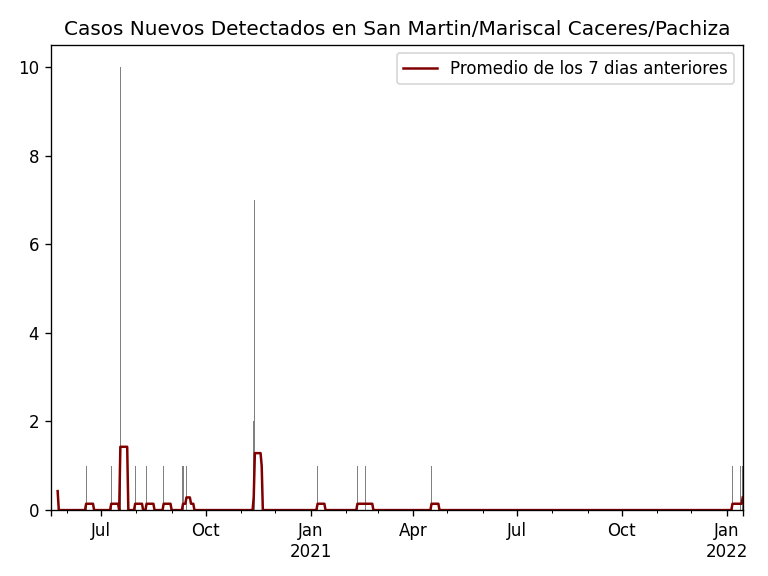 Casos Nuevos Detectados en San Martin/Mariscal Caceres/Pachiza
Promedio de los 7 dias anteriores
10
8
6
4
2
0
Jul Oct Jan Apr Jul Oct Jan
2021 2022